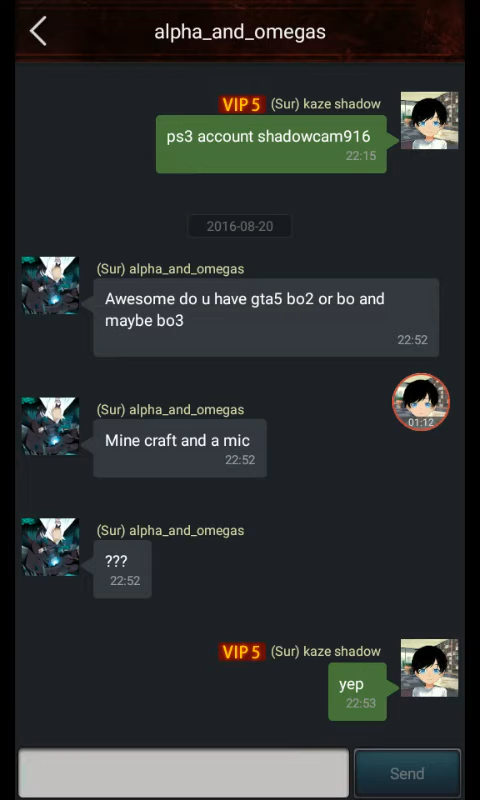 alpha_and_omegas
VIP 5 (Sur) kaze shadow
ps3 account shadowcam916
22:15
2016-08-20
(Sur) alpha_and_omegas
Awesome do u have gta5 bo2 or bo and
maybe bo3
22:52
01:12
(Sur) alpha_and_omegas
Mine craft and a mic
22:52
(Sur) alpha_and_omegas
???
22:52
VIP 5 (Sur) kaze shadow
yep
22:53
Send